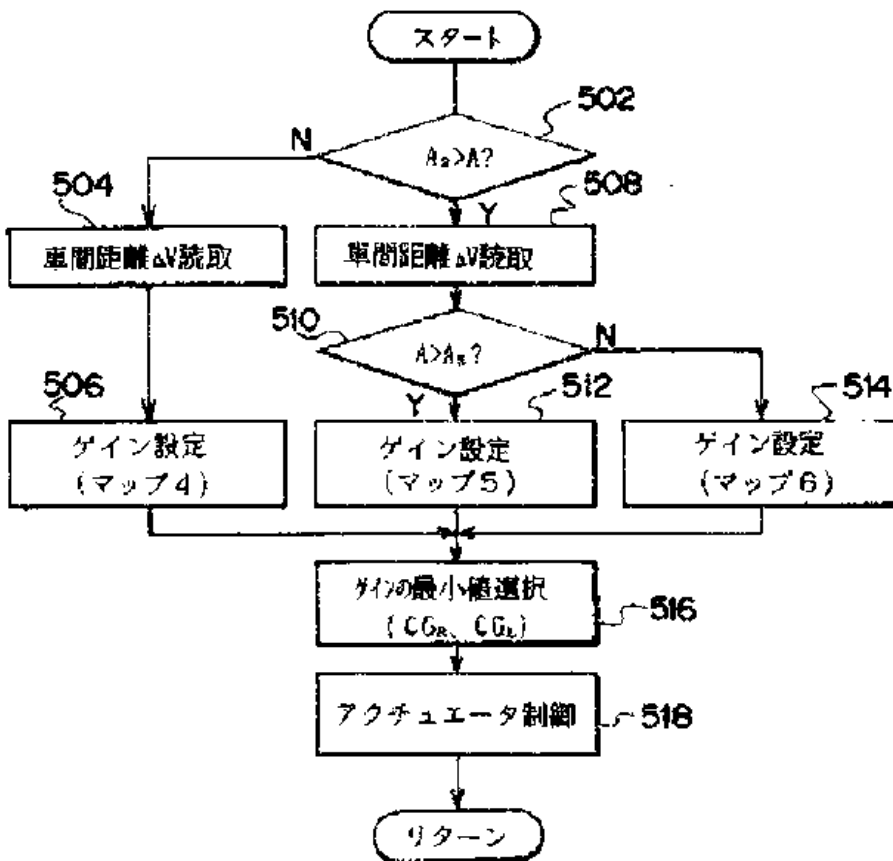 スタート
502
N
A₂>A?
504
Y
508
車間距離ΔV読取
車間距離ΔV読取
510
N
506
Y
512
514
ゲイン設定
(マップ4)
ゲイン設定
(マップ5)
ゲイン設定
(マップ6)
ゲインの最小値選択
(CG_R、CG_L)
516
アクチュエータ制御
518
リターン